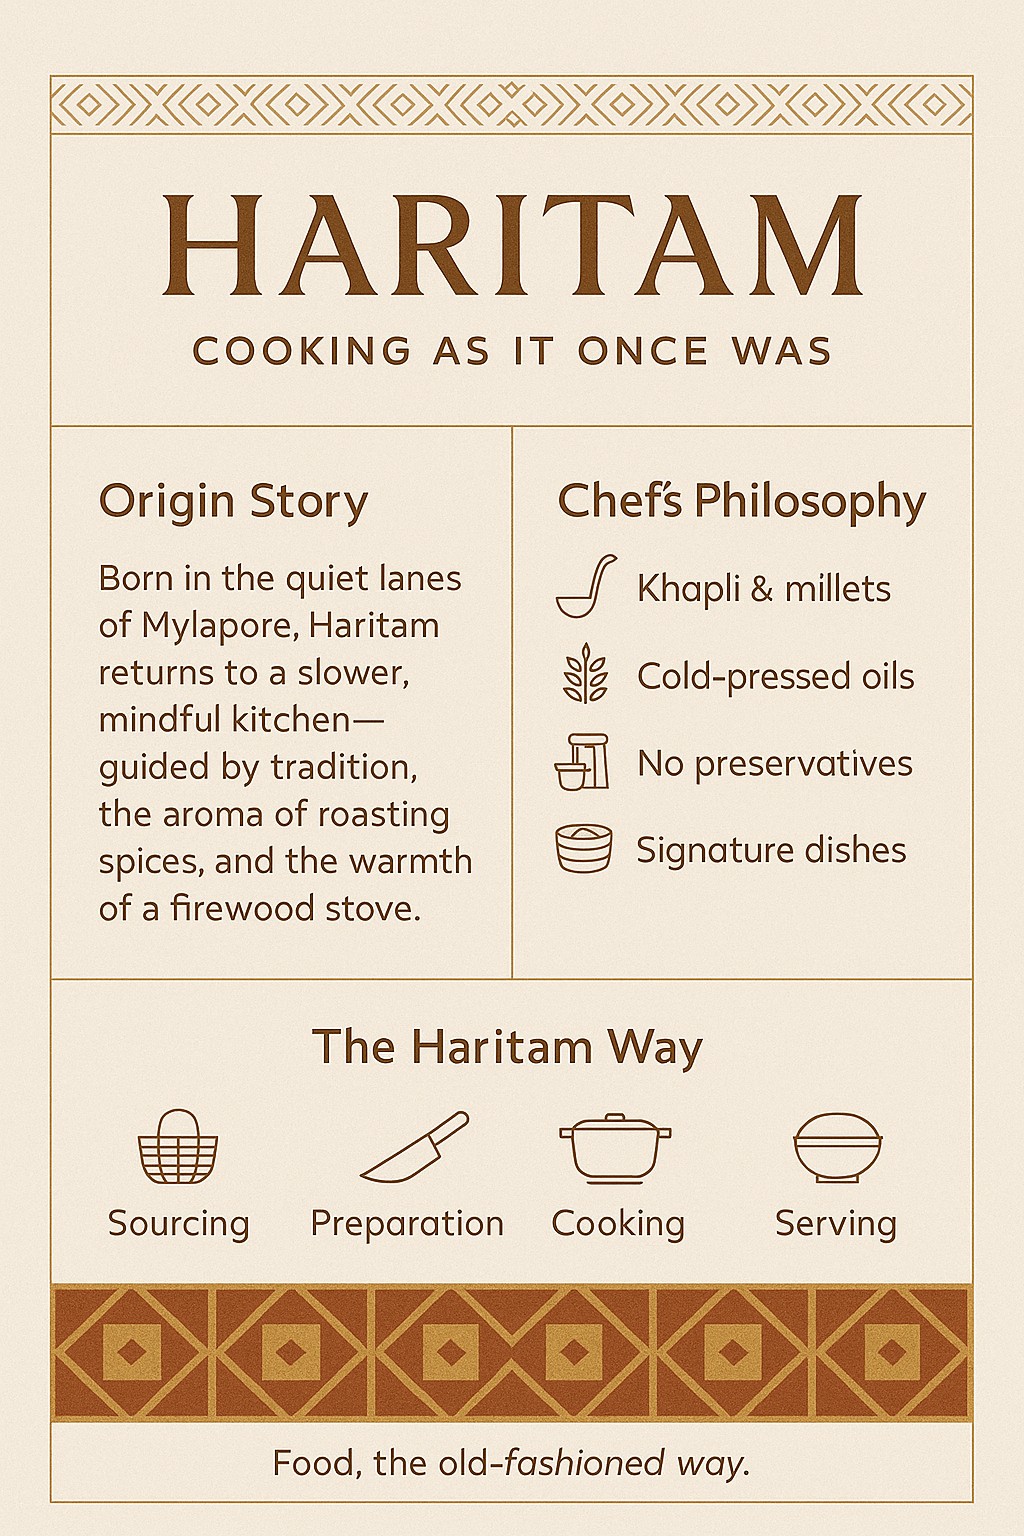 HARITAM
COOKING AS IT ONCE WAS
Origin Story
Born in the quiet lanes
of Mylapore, Haritam
returns to a slower,
mindful kitchen—
guided by tradition,
the aroma of roasting
spices, and the warmth
of a firewood stove.
Chef's Philosophy
Khapli & millets
Cold-pressed oils
No preservatives
Signature dishes
The Haritam Way
Sourcing
Preparation
Cooking
Serving
Food, the old-fashioned way.